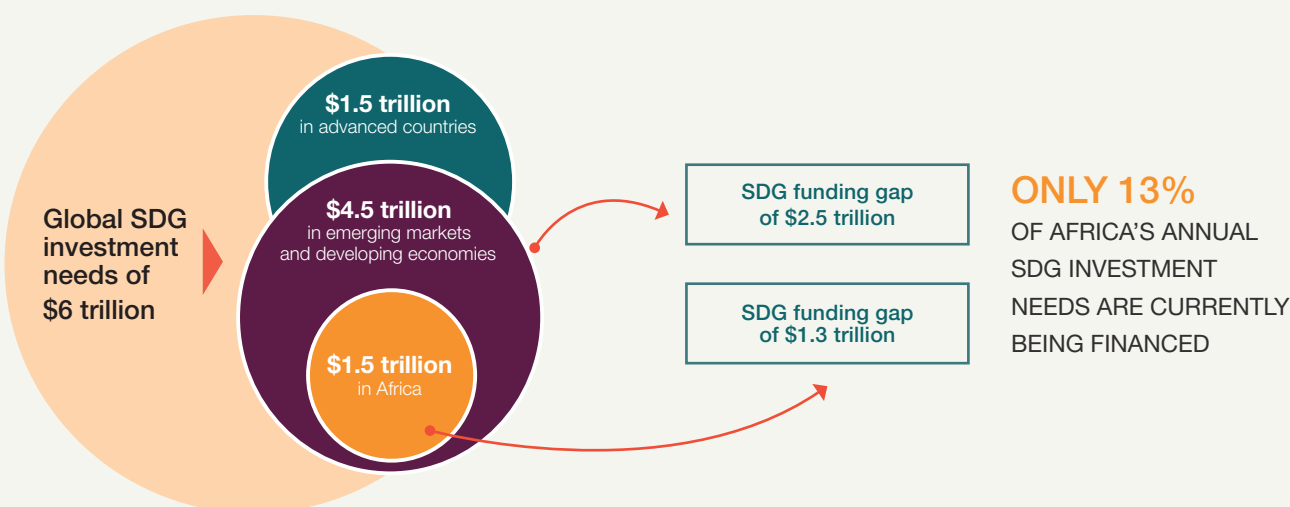 Global SDG
investment
needs of
$6 trillion
$1.5 trillion
in advanced countries
$4.5 trillion
in emerging markets
and developing economies
$1.5 trillion
in Africa
SDG funding gap
of $2.5 trillion
SDG funding gap
of $1.3 trillion
ONLY 13%
OF AFRICA'S ANNUAL
SDG INVESTMENT
NEEDS ARE CURRENTLY
BEING FINANCED